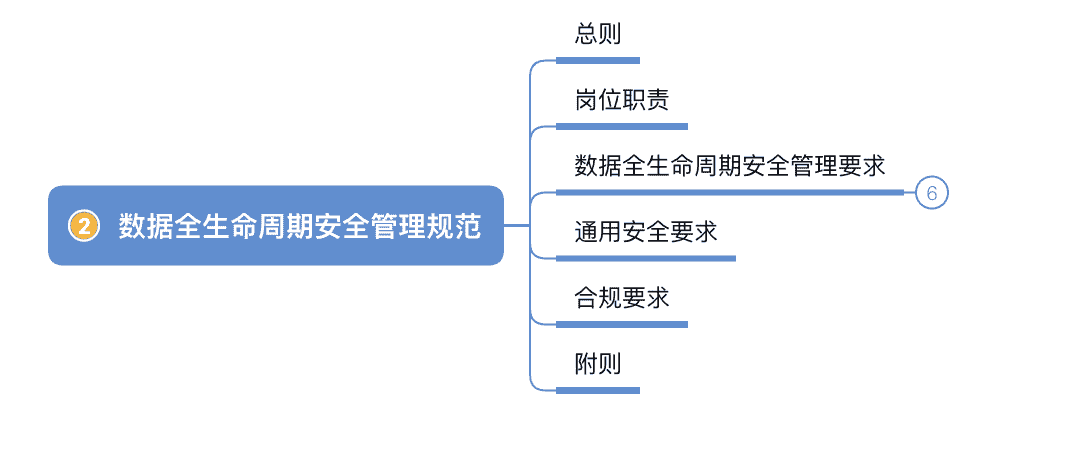 总则
岗位职责
数据全生命周期安全管理要求
6
② 数据全生命周期安全管理规范
通用安全要求
合规要求
附则